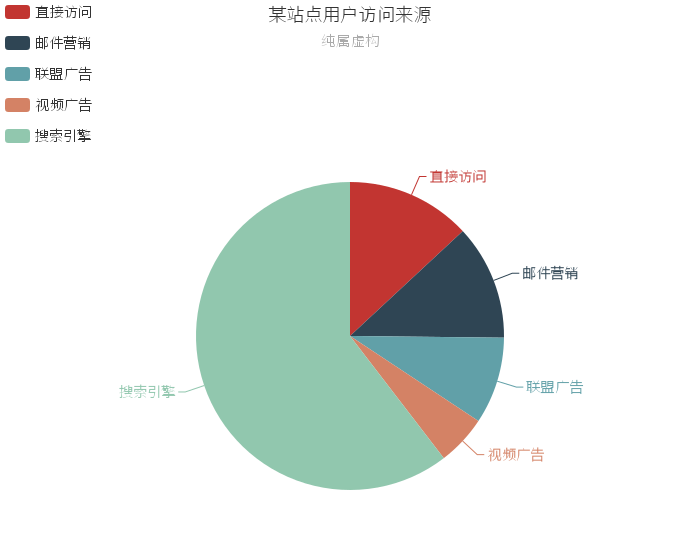 某站点用户访问来源
纯属虚构
直接访问
邮件营销
联盟广告
视频广告
搜索引擎
直接访问
邮件营销
联盟广告
搜索引擎
视频广告